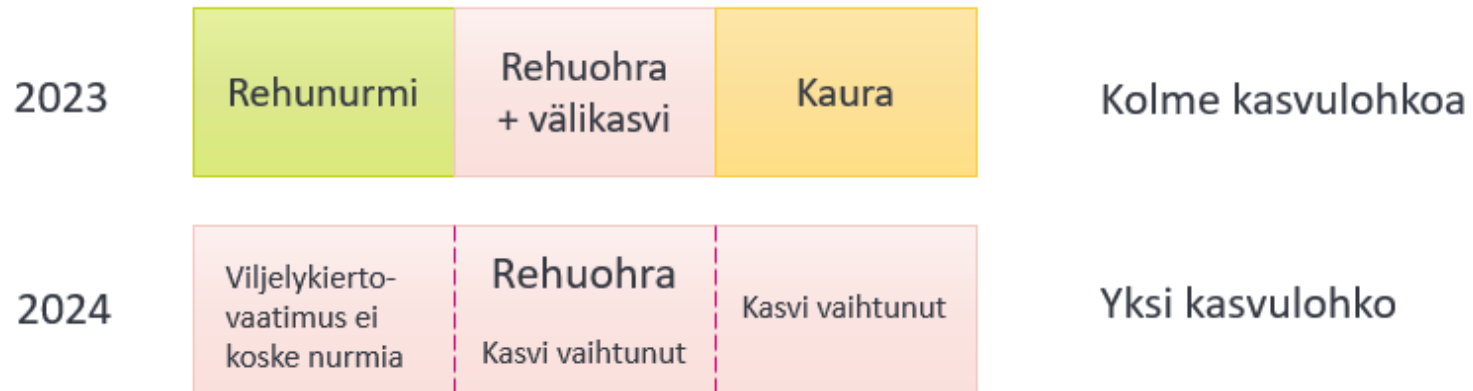 2023
Rehunurmi
Rehuohra
+ välikasvi
Kaura
Kolme kasvulohkoa
2024
Viljelykierto-
vaatimus ei
koske nurmia
Rehuohra
Kasvi vaihtunut
Kasvi vaihtunut
Yksi kasvulohko